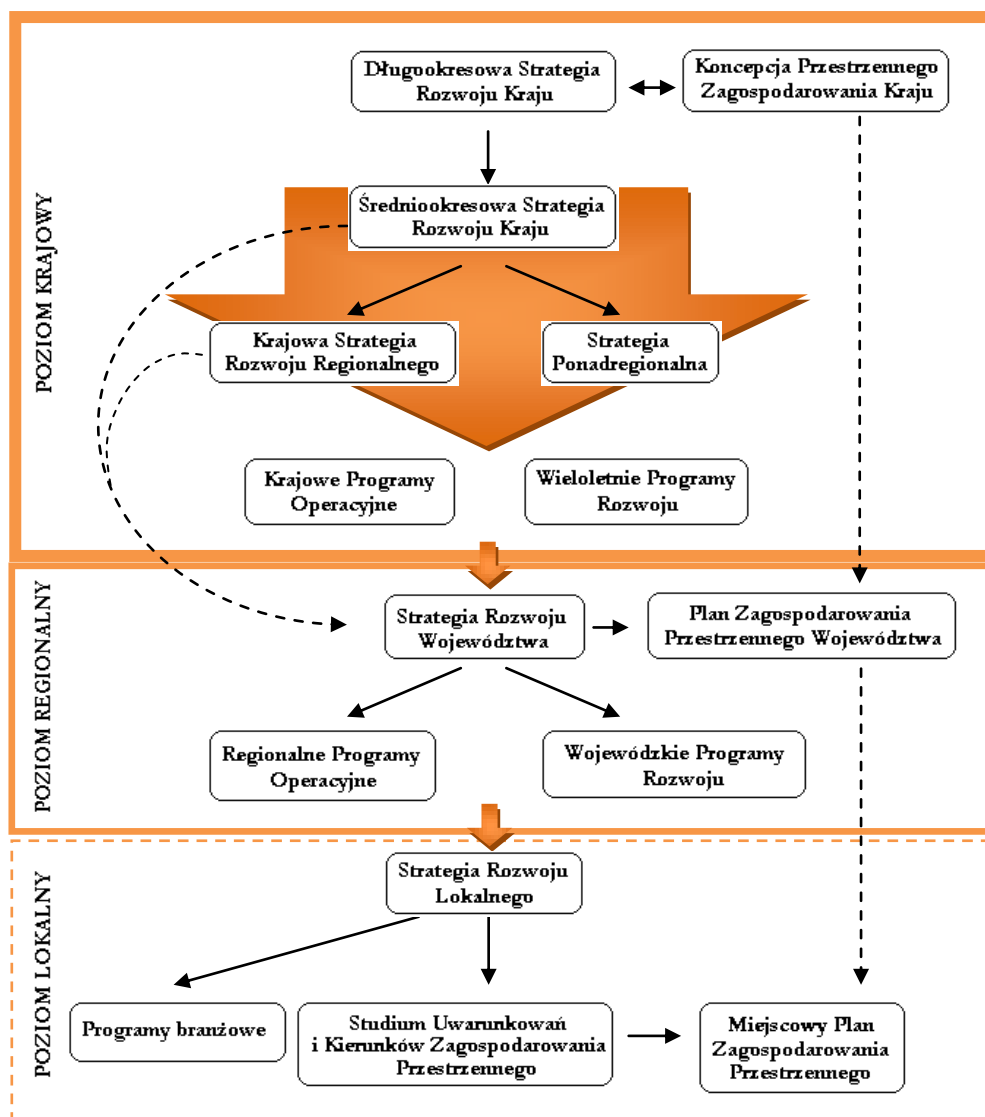 Długookresowa Strategia
Rozwoju Kraju
Koncepcja Przestrzennego
Zagospodarowania Kraju
POZIOM KRAJOWY
Średniookresowa Strategia
Rozwoju Kraju
Krajowa Strategia
Rozwoju Regionalnego
Strategia
Ponadregionalna
Krajowe Programy
Operacyjne
Wieloletnie Programy
Rozwoju
POZIOM REGIONALNY
Strategia Rozwoju
Województwa
Plan Zagospodarowania
Przestrzennego Województwa
Regionalne Programy
Operacyjne
Wojewódzkie Programy
Rozwoju
POZIOM LOKALNY
Strategia Rozwoju
Lokalnego
Programy branżowe
Studium Uwarunkowań
i Kierunków Zagospodarowania
Przestrzennego
Miejscowy Plan
Zagospodarowania
Przestrzennego